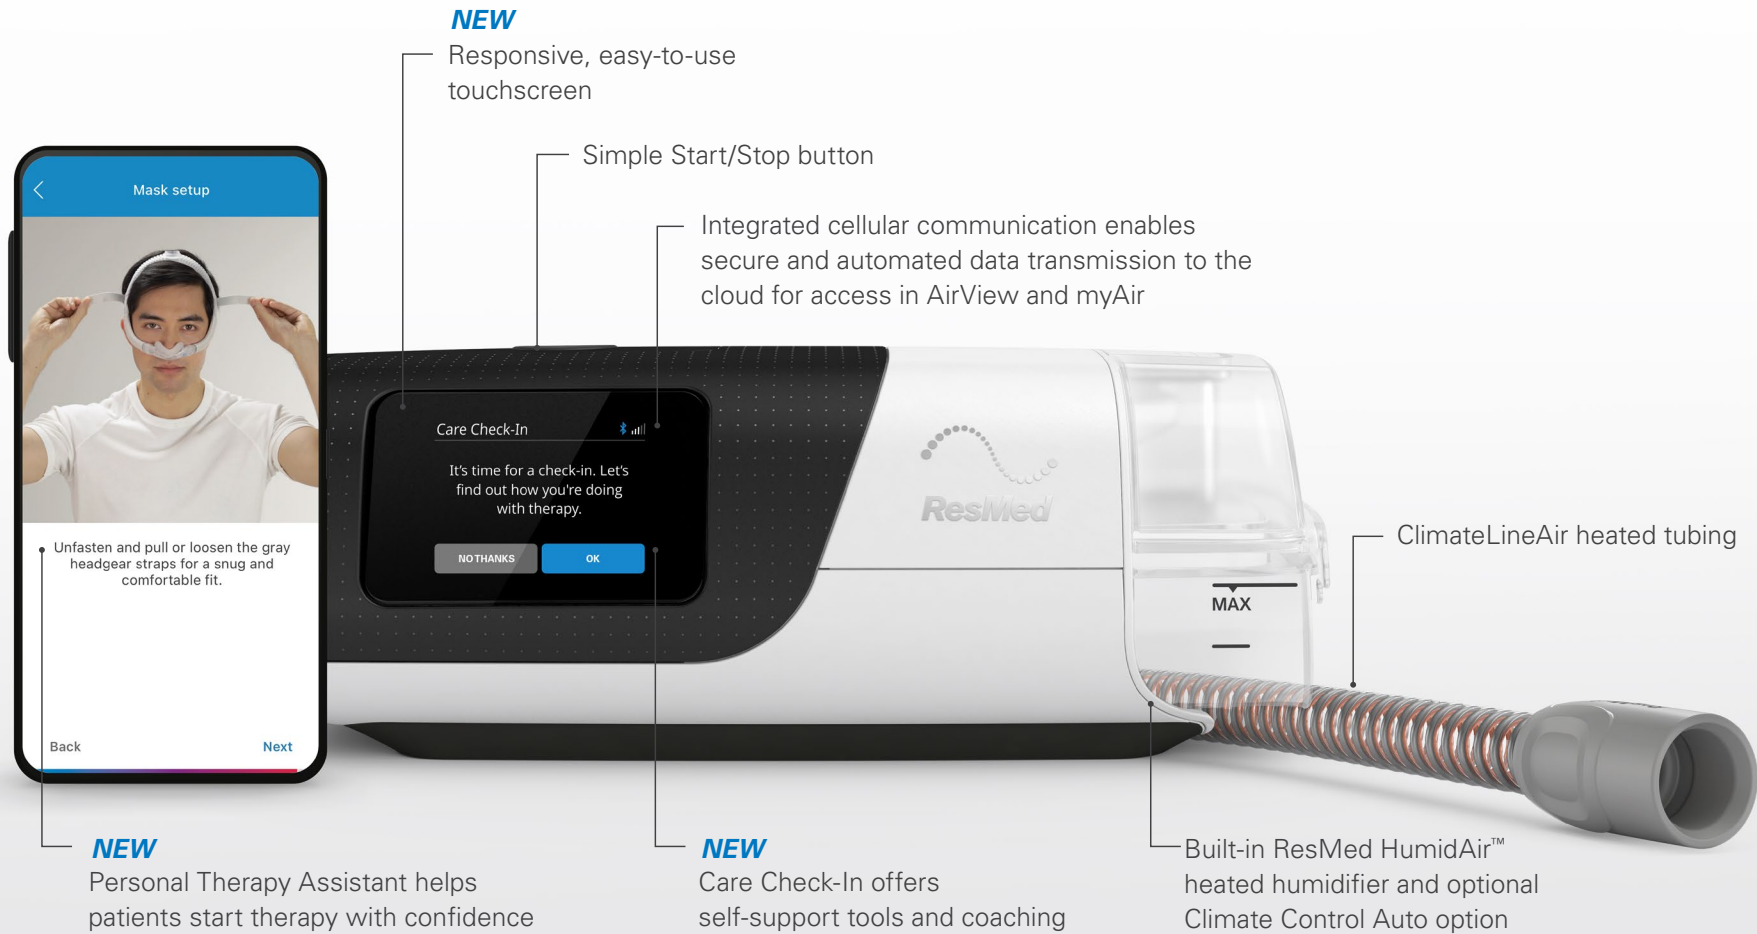 NEW
Responsive, easy-to-use
touchscreen
Simple Start/Stop button
Integrated cellular communication enables
secure and automated data transmission to the
cloud for access in AirView and myAir
Mask setup
Unfasten and pull or loosen the gray
headgear straps for a snug and
comfortable fit.
Back
Next
Care Check-In
It's time for a check-in. Let's
find out how you're doing
with therapy.
NO THANKS
OK
ResMed
MAX
ClimateLineAir heated tubing
NEW
Personal Therapy Assistant helps
patients start therapy with confidence
NEW
Care Check-In offers
self-support tools and coaching
Built-in ResMed HumidAir™
heated humidifier and optional
Climate Control Auto option